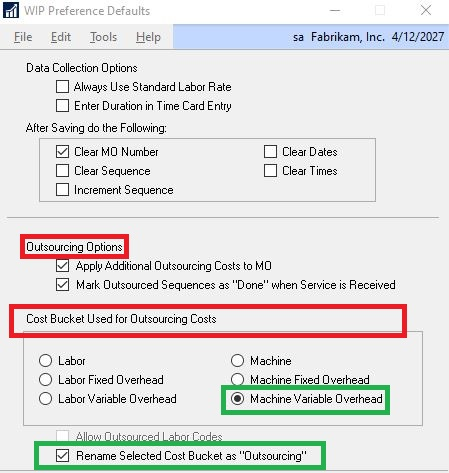 WIP Preference Defaults
File Edit Tools Help sa Fabrikam, Inc. 4/12/2027
Data Collection Options
Always Use Standard Labor Rate
Enter Duration in Time Card Entry
After Saving do the Following:
Clear MO Number Clear Dates
Clear Sequence Clear Times
Increment Sequence
Outsourcing Options
Apply Additional Outsourcing Costs to MO
Mark Outsourced Sequences as "Done" when Service is Received
Cost Bucket Used for Outsourcing Costs
Labor Machine
Labor Fixed Overhead Machine Fixed Overhead
Labor Variable Overhead Machine Variable Overhead
Allow Outsourced Labor Codes
Rename Selected Cost Bucket as "Outsourcing"